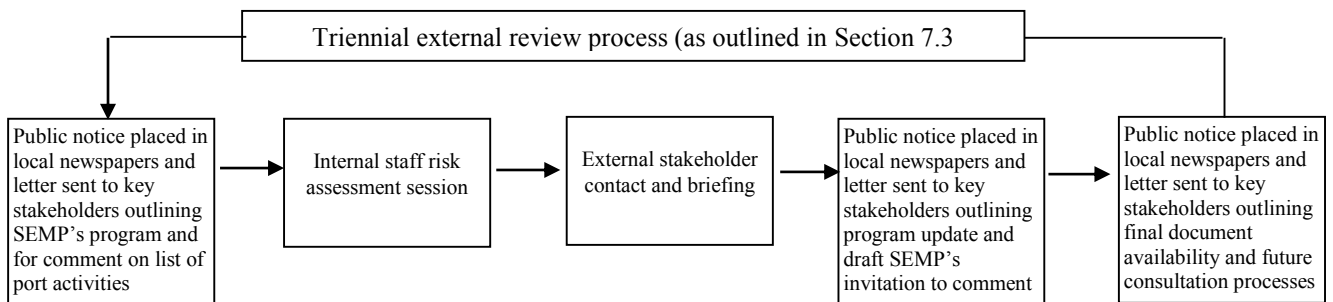 Triennial external review process (as outlined in Section 7.3
Public notice placed in
local newspapers and
letter sent to key
stakeholders outlining
SEMP’s program and
for comment on list of
port activities
Internal staff risk
assessment session
External stakeholder
contact and briefing
Public notice placed in
local newspapers and
letter sent to key
stakeholders outlining
program update and
draft SEMP’s
invitation to comment
Public notice placed in
local newspapers and
letter sent to key
stakeholders outlining
final document
availability and future
consultation processes